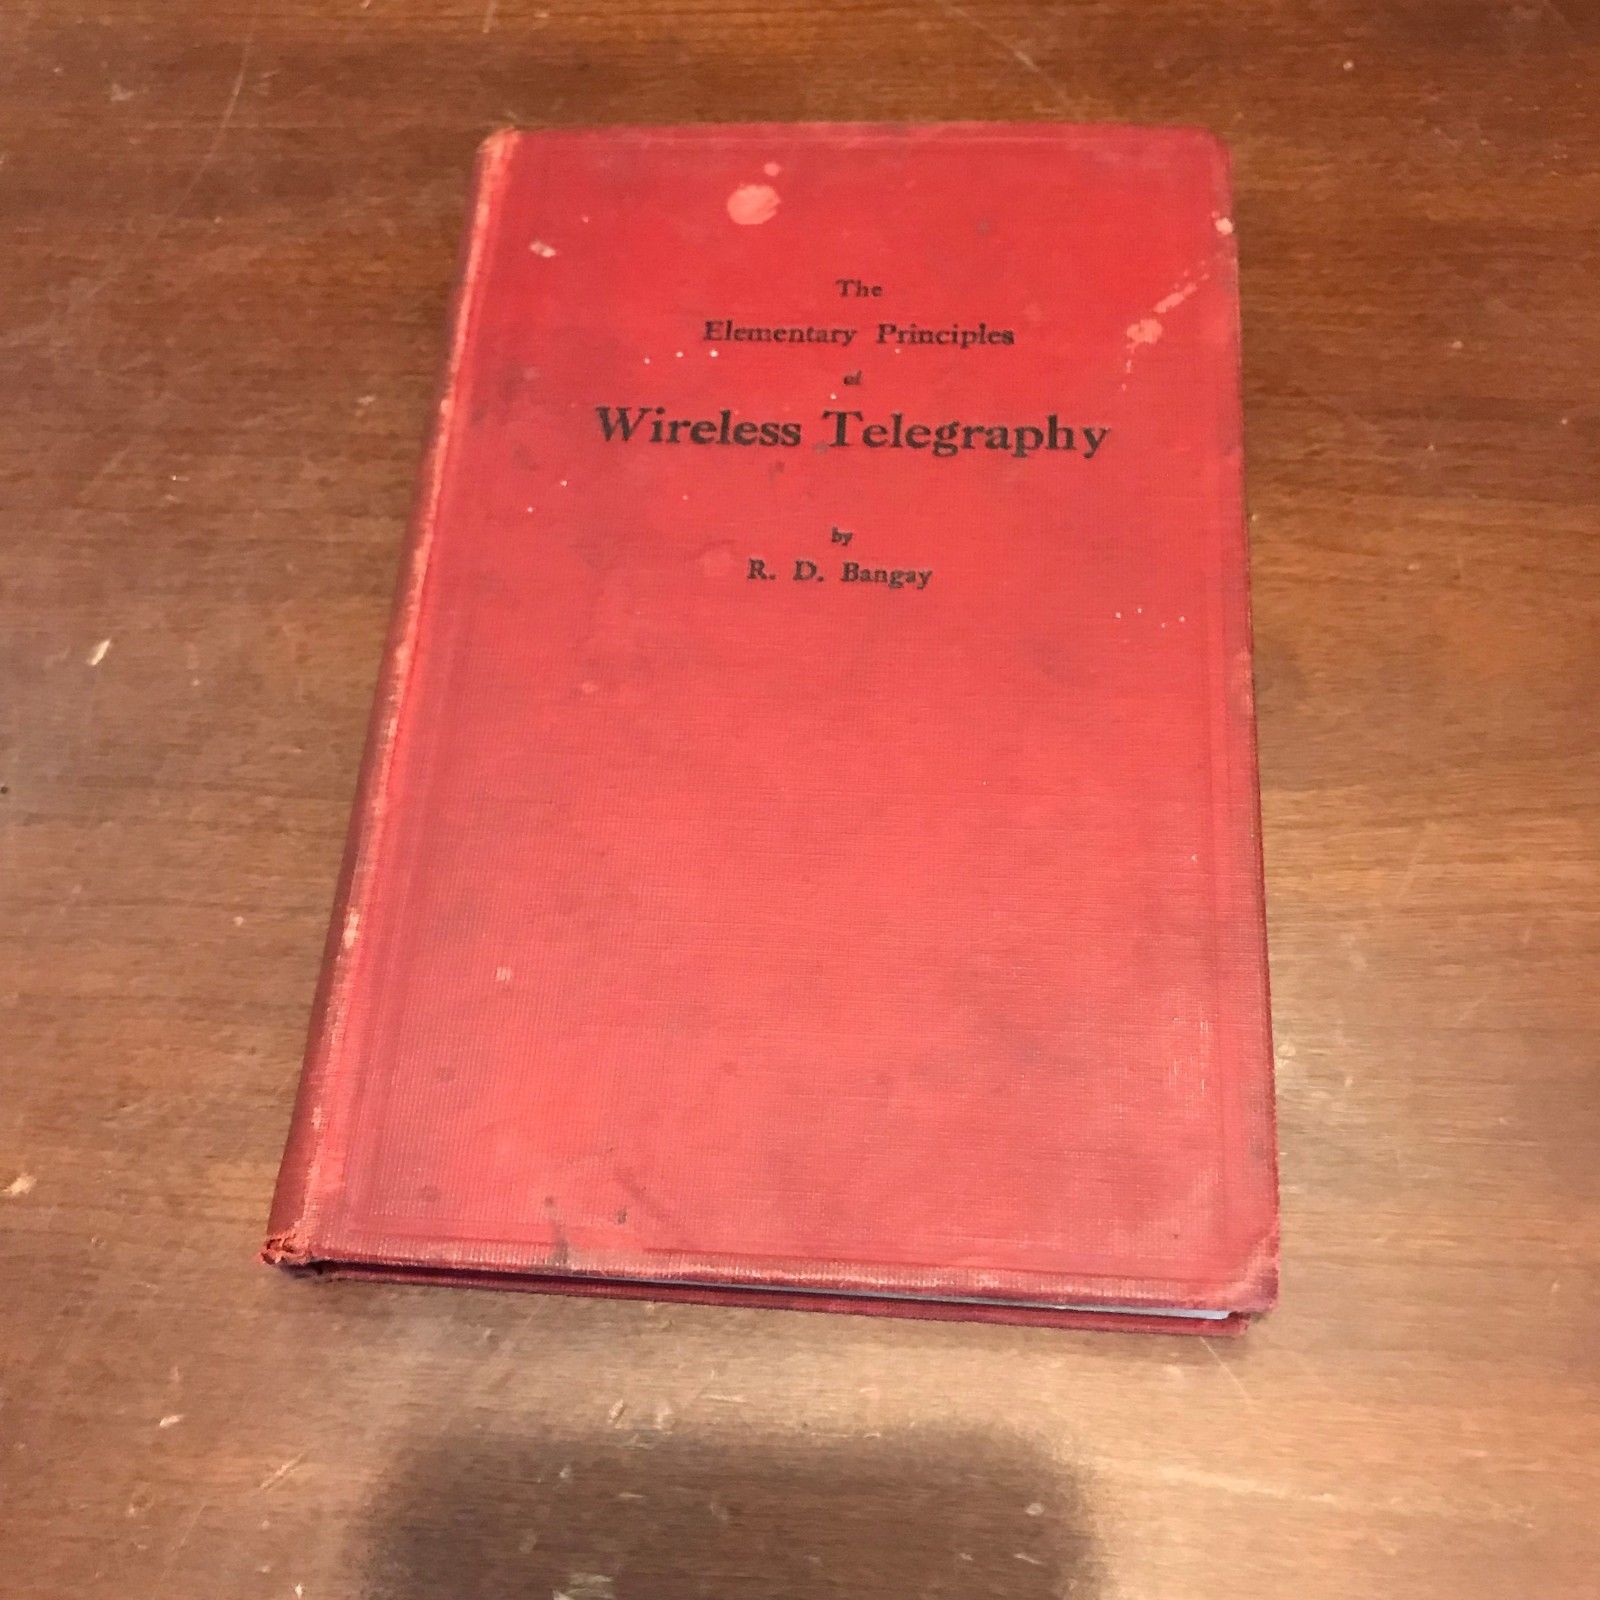 The
Elementary Principles
of
Wireless Telegraphy
by
R. D. Bangay